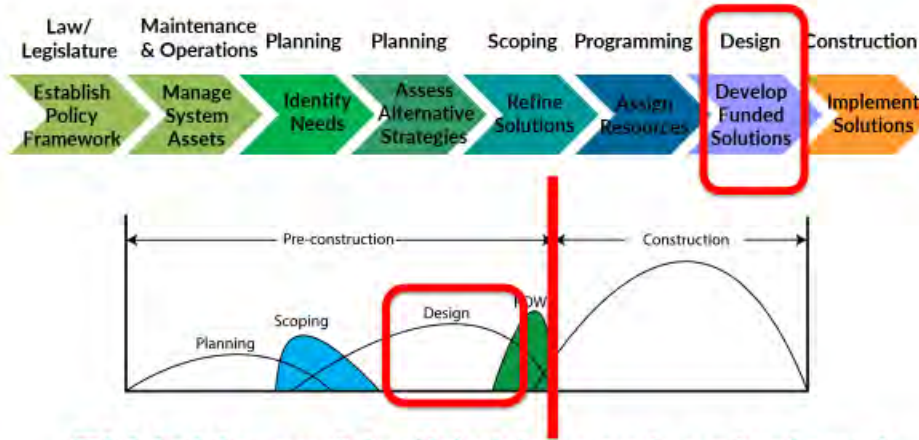 Law/
Legislature
Maintenance
& Operations
Planning
Planning
Scoping
Programming
Design
Construction
Establish
Policy
Framework
Manage
System
Assets
Identity
Needs
Assess
Alternative
Strategies
Refine
Solutions
Assign
Resources
Develop
Funded
Solutions
Implement
Solutions
Pre-construction
Construction
Planning
Scoping
Design
ROW